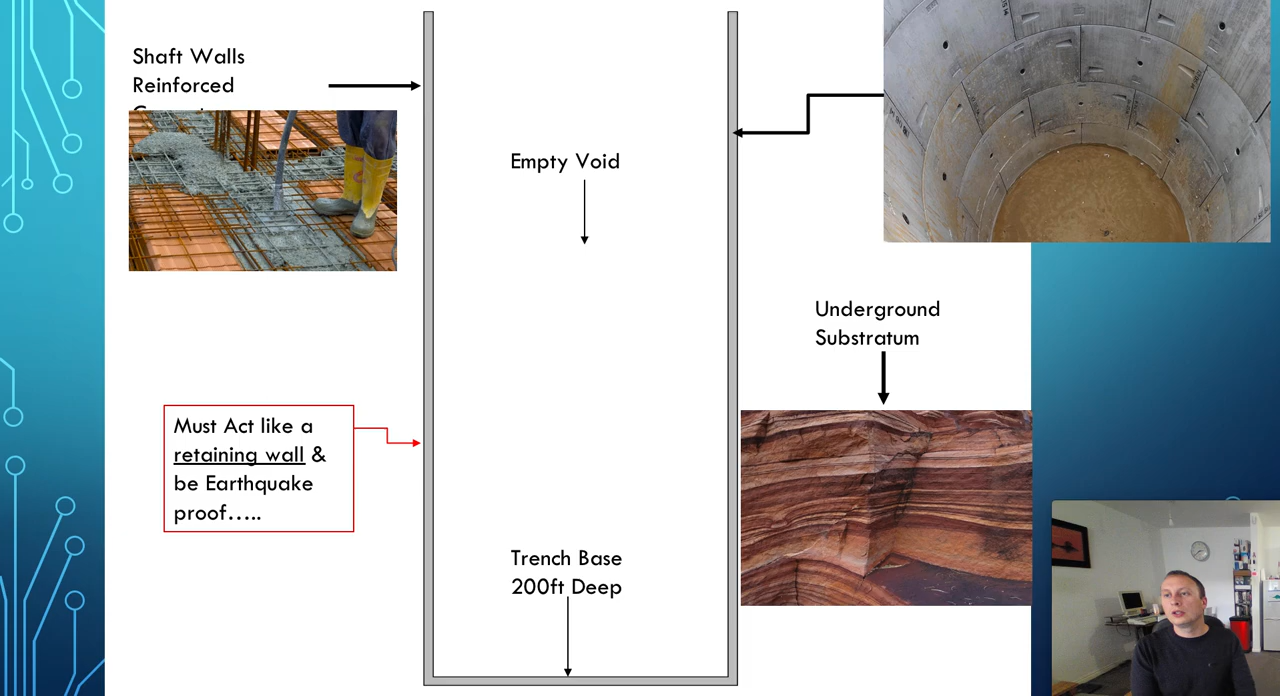 Shaft Walls
Reinforced
Empty Void
Underground
Substratum
Must Act like a
retaining wall &
be Earthquake
proof…..
Trench Base
200ft Deep